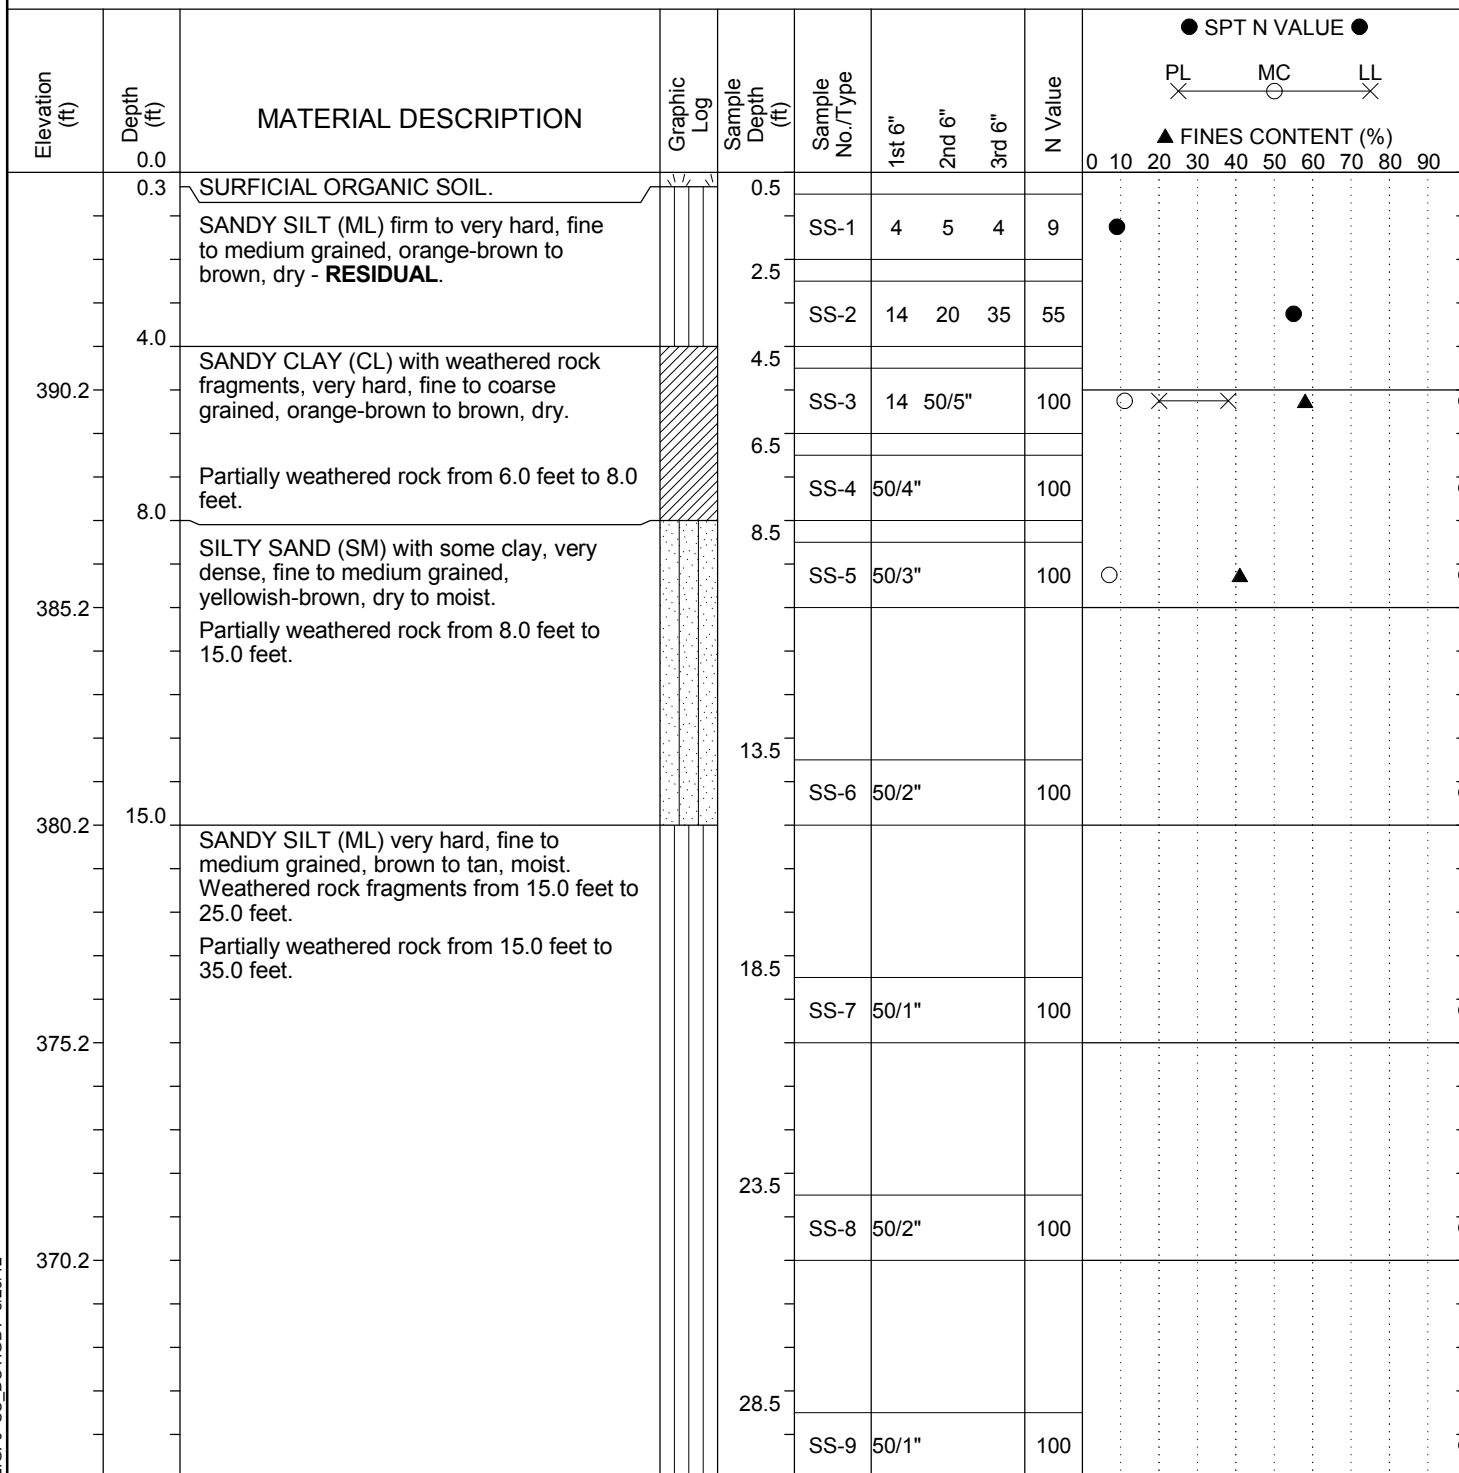 ● SPT N VALUE ●
PL MC LL
▲ FINES CONTENT (%)
0 10 20 30 40 50 60 70 80 90
Elevation (ft)
Depth (ft)
0.0
MATERIAL DESCRIPTION
Graphic Log
Sample Depth (ft)
Sample No./Type
1st 6"
2nd 6"
3rd 6"
N Value
0.3 SURFICIAL ORGANIC SOIL. 0.5
SANDY SILT (ML) firm to very hard, fine
to medium grained, orange-brown to
brown, dry - RESIDUAL.
SS-1 4 5 4 9
2.5
SS-2 14 20 35 55
4.0
4.5
SANDY CLAY (CL) with weathered rock
fragments, very hard, fine to coarse
grained, orange-brown to brown, dry.
390.2
SS-3 14 50/5" 100
6.5
Partially weathered rock from 6.0 feet to 8.0
feet.
SS-4 50/4" 100
8.0
8.5
SILTY SAND (SM) with some clay, very
dense, fine to medium grained,
yellowish-brown, dry to moist.
SS-5 50/3" 100
385.2
Partially weathered rock from 8.0 feet to
15.0 feet.
13.5
SS-6 50/2" 100
15.0
380.2
SANDY SILT (ML) very hard, fine to
medium grained, brown to tan, moist.
Weathered rock fragments from 15.0 feet to
25.0 feet.
Partially weathered rock from 15.0 feet to
35.0 feet.
18.5
SS-7 50/1" 100
375.2
23.5
SS-8 50/2" 100
370.2
28.5
SS-9 50/1" 100